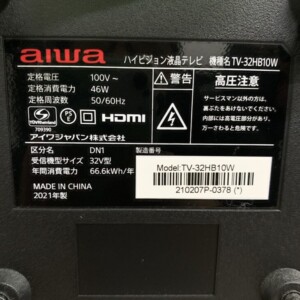 aiwa ハイビジョン液晶テレビ 機種名 TV-32HB10W
定格電圧 100V～
定格消費電力 46W
定格周波数 50/60Hz
警告 高圧注意
サービスマン以外の方は、
裏ぶたをあけないでください。
内部には高電圧部分が数多くあり、
万一さわると危険です。
HDMI
709390
アイワジャパン株式会社
区分名 DN1
受信機型サイズ 32V型
年間消費電力 66.6kWh/年
製造番号
Model:TV-32HB10W
210207P-0378 (*)
MADE IN CHINA
2021年製